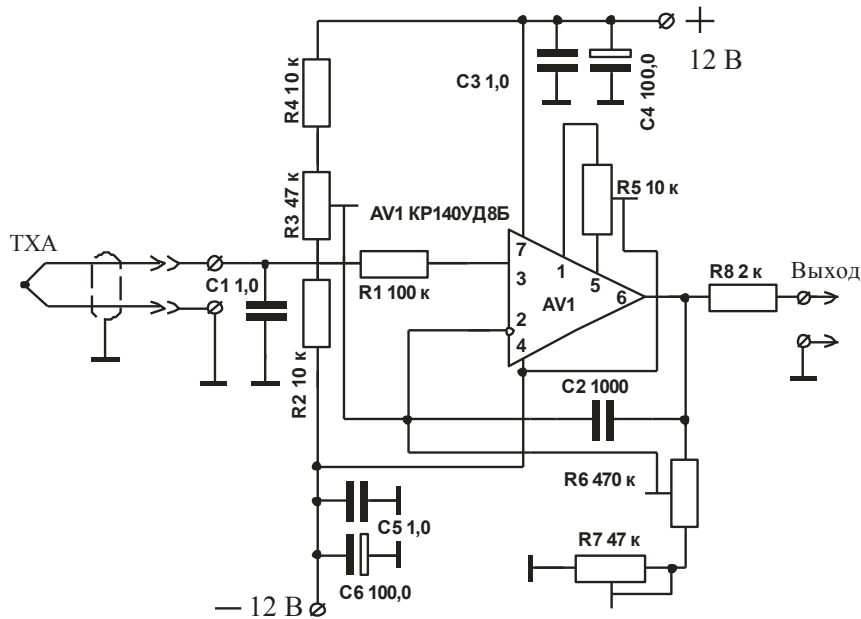 +
12 В
C3 1,0
C4 100,0
R4 10 к
R3 47 к
AV1 КР140УД8Б
R5 10 к
ТХА
C1 1,0
R1 100 к
7
3
2
4
1
5
6
AV1
R8 2 к
Выход
R2 10 к
C2 1000
R6 470 к
C5 1,0
R7 47 к
C6 100,0
— 12 В